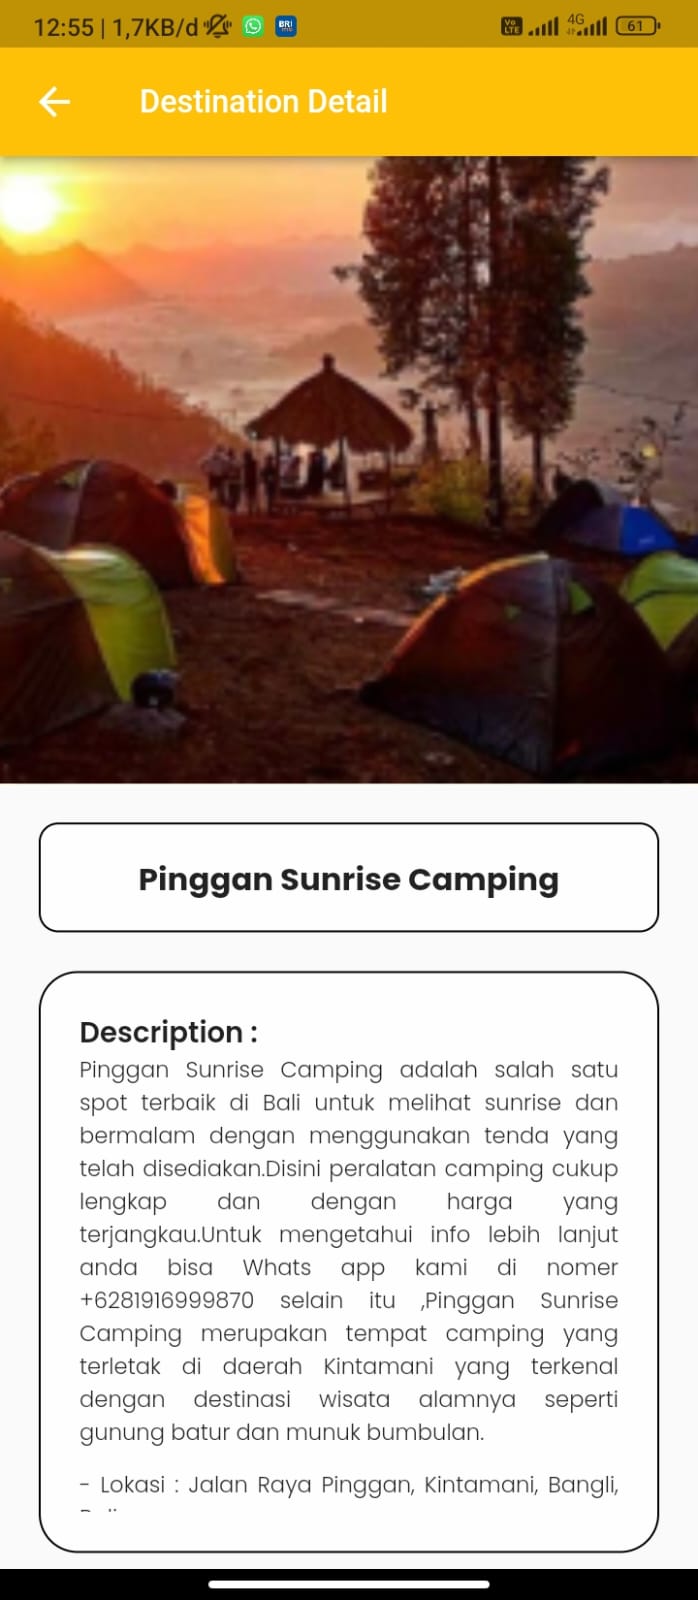 12:55 | 1,7KB/d
BRI
Vo LTE
4G
61
Destination Detail
Pinggan Sunrise Camping
Description :
Pinggan Sunrise Camping adalah salah satu
spot terbaik di Bali untuk melihat sunrise dan
bermalam dengan menggunakan tenda yang
telah disediakan.Disini peralatan camping cukup
lengkap dan dengan harga yang
terjangkau.Untuk mengetahui info lebih lanjut
anda bisa Whats app kami di nomer
+6281916999870 selain itu ,Pinggan Sunrise
Camping merupakan tempat camping yang
terletak di daerah Kintamani yang terkenal
dengan destinasi wisata alamnya seperti
gunung batur dan munuk bumbulan.
- Lokasi : Jalan Raya Pinggan, Kintamani, Bangli,